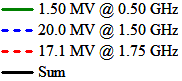 1.50 MV @ 0.50 GHz
20.0 MV @ 1.50 GHz
17.1 MV @ 1.75 GHz
Sum